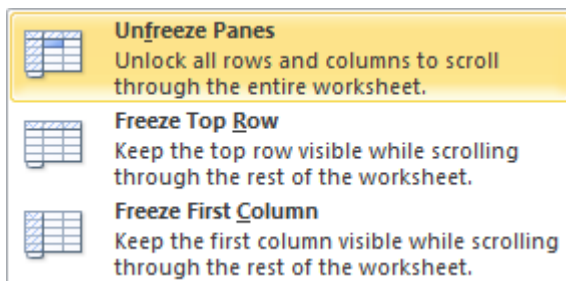 Unfreeze Panes
Unlock all rows and columns to scroll
through the entire worksheet.
Freeze Top Row
Keep the top row visible while scrolling
through the rest of the worksheet.
Freeze First Column
Keep the first column visible while scrolling
through the rest of the worksheet.